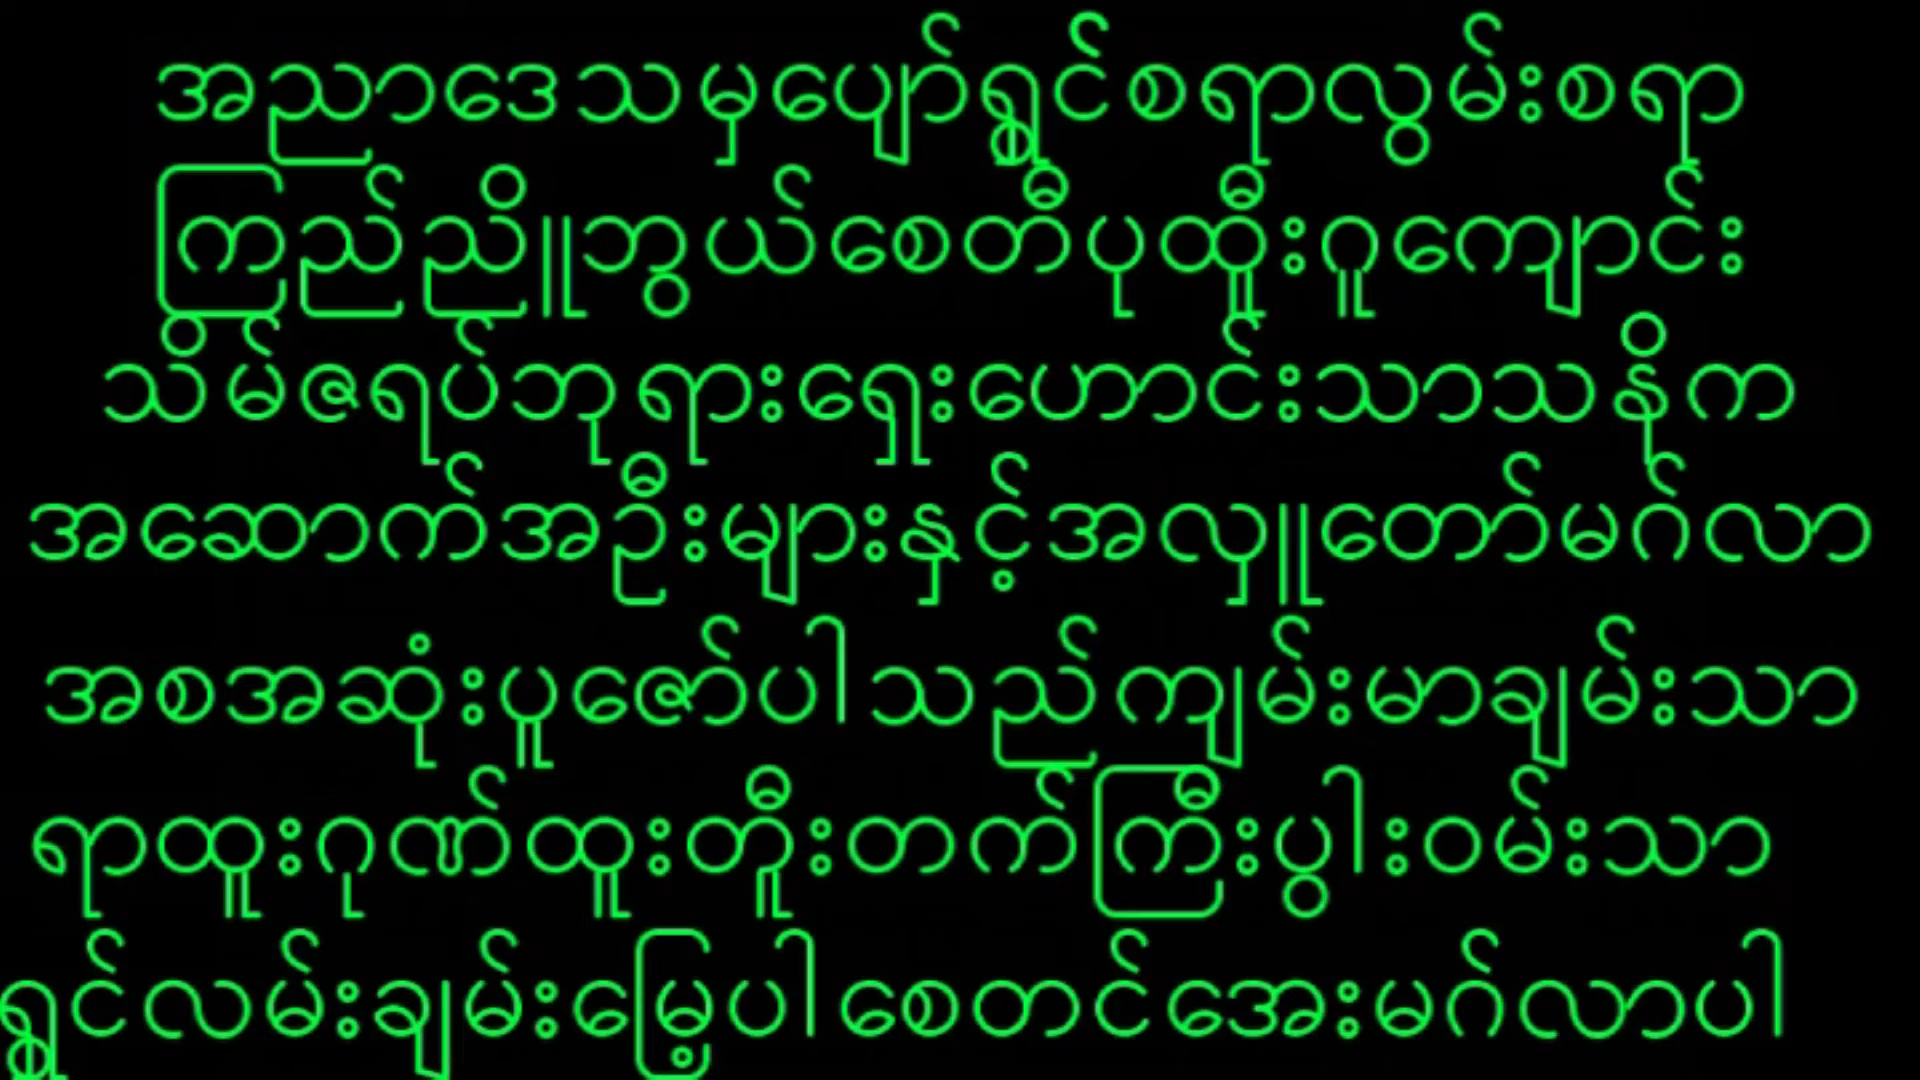 အညာဒေသမှပျော်ရွှင်စရာလွမ်းစရာ
ကြည်ညိူဘွယ်စေတီပုထိူးဂူကျောင်း
သိမ်ဇရပ်ဘုရားရှေးဟောင်းသာသနိုက
အဆောက်အဦးများနှင့်အလှူတော်မင်္ဂလာ
အစအဆုံးပူဇော်ပါသည်ကျမ်းမာချမ်းသာ
ရာထူးဂုဏ်ထူးတိူးတက်ကြီးပွါးဝမ်းသာ
ရွှင်လမ်းချမ်းမြေ့ပါစေတင်အေးမင်္ဂလာပါ